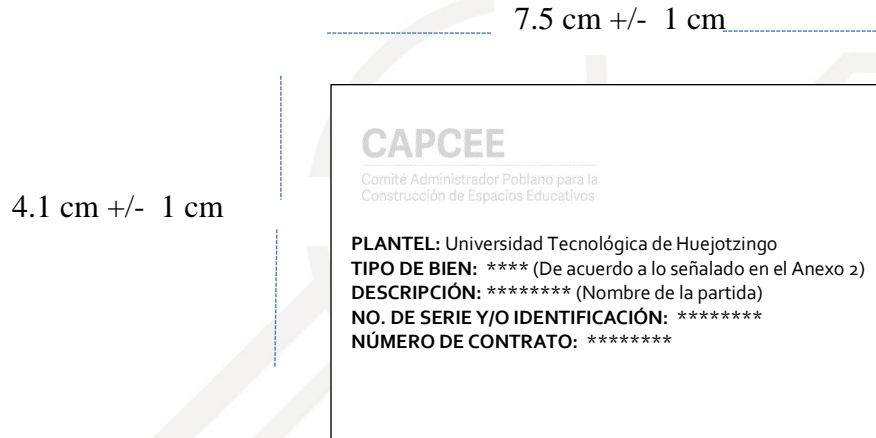 7.5 cm +/- 1 cm
4.1 cm +/- 1 cm
CAPCEE
Comité Administrador Poblano para la
Construcción de Espacios Educativos
PLANTEL: Universidad Tecnológica de Huejotzingo
TIPO DE BIEN: **** (De acuerdo a lo señalado en el Anexo 2)
DESCRIPCIÓN: ******** (Nombre de la partida)
NO. DE SERIE Y/O IDENTIFICACIÓN: ********
NÚMERO DE CONTRATO: ********